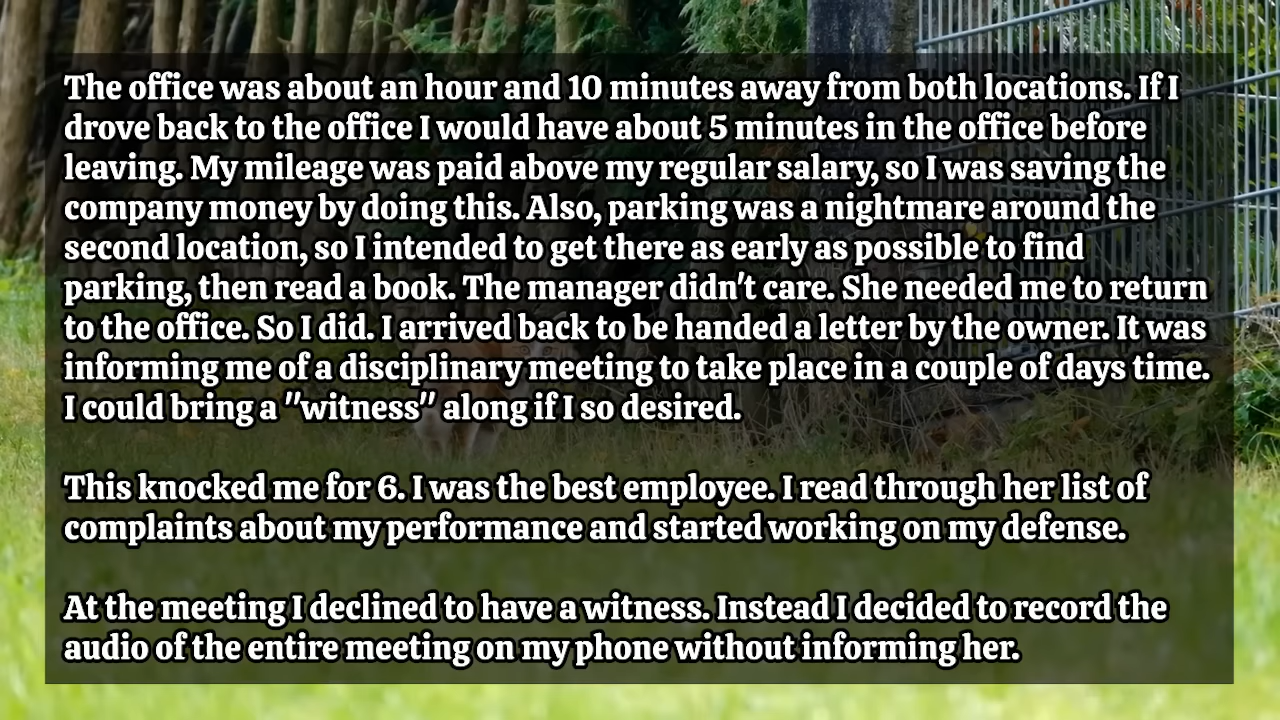 The office was about an hour and 10 minutes away from both locations. If I
drove back to the office I would have about 5 minutes in the office before
leaving. My mileage was paid above my regular salary, so I was saving the
company money by doing this. Also, parking was a nightmare around the
second location, so I intended to get there as early as possible to find
parking, then read a book. The manager didn't care. She needed me to return
to the office. So I did. I arrived back to be handed a letter by the owner. It was
informing me of a disciplinary meeting to take place in a couple of days time.
I could bring a "witness" along if I so desired.
This knocked me for 6. I was the best employee. I read through her list of
complaints about my performance and started working on my defense.
At the meeting I declined to have a witness. Instead I decided to record the
audio of the entire meeting on my phone without informing her.